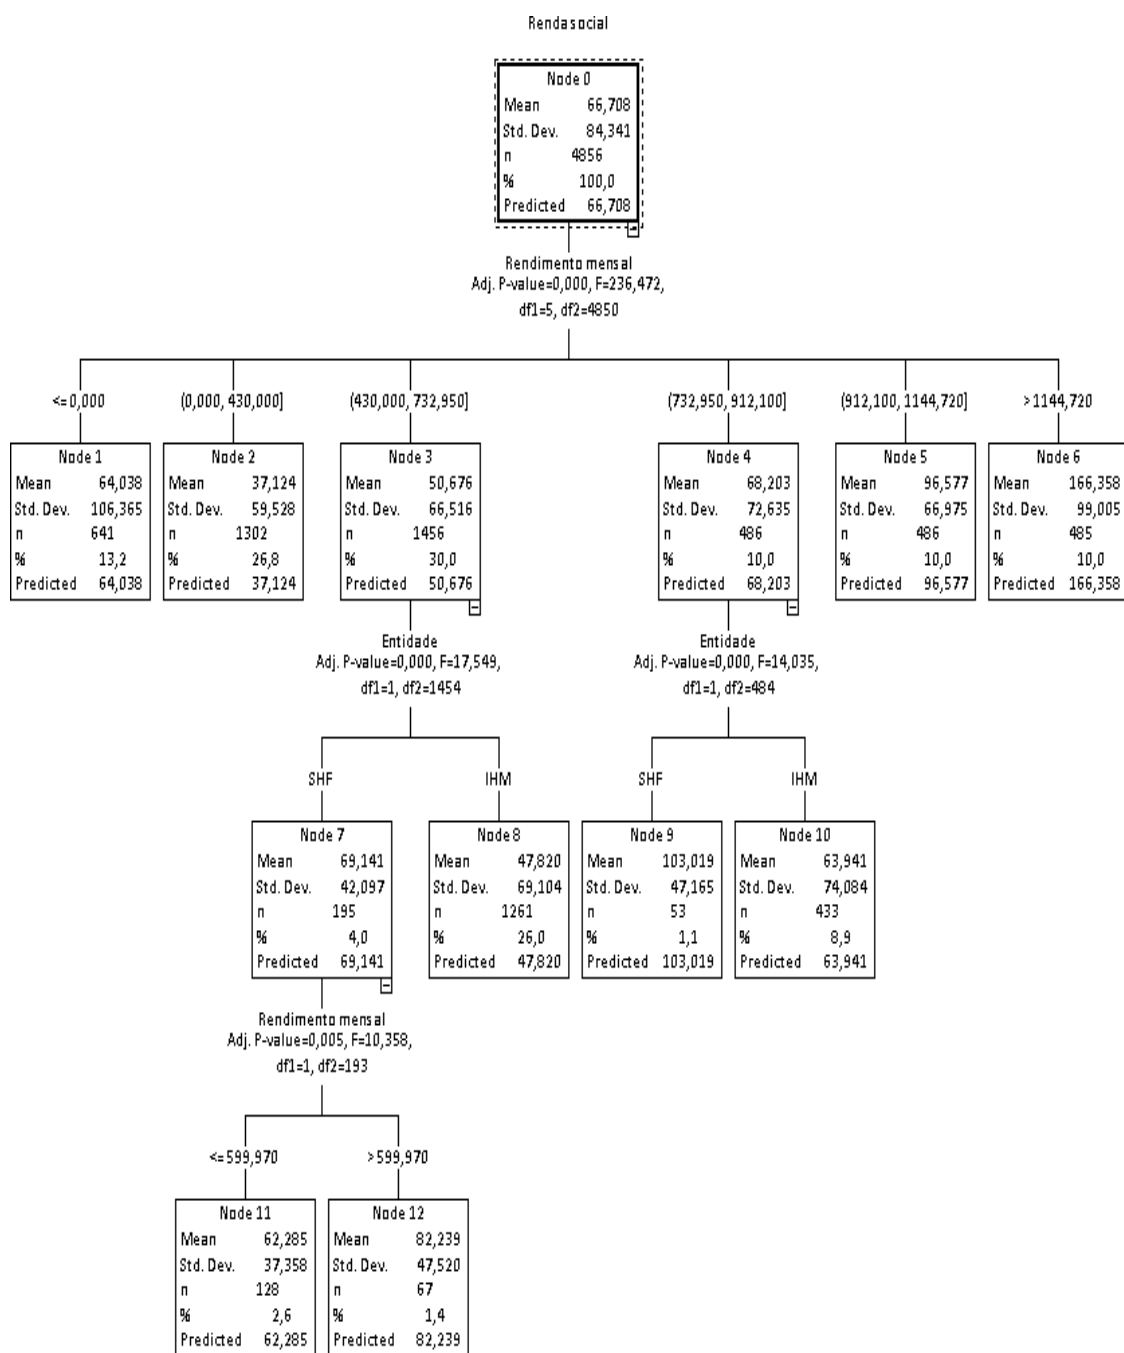 Renda social
Node 0
Mean 66,708
Std. Dev. 84,341
n 4856
% 100,0
Predicted 66,708
Rendimento mensal
Adj. P-value=0,000, F=236,472,
df1=5, df2=4850
<=0,000
(0,000, 430,000]
(430,000, 732,950]
(732,950, 912,100]
(912,100, 1144,720]
>1144,720
Node 1
Mean 64,038
Std. Dev. 106,365
n 641
% 13,2
Predicted 64,038
Node 2
Mean 37,124
Std. Dev. 59,528
n 1302
% 26,8
Predicted 37,124
Node 3
Mean 50,676
Std. Dev. 66,516
n 1456
% 30,0
Predicted 50,676
Node 4
Mean 68,203
Std. Dev. 72,635
n 486
% 10,0
Predicted 68,203
Node 5
Mean 96,577
Std. Dev. 66,975
n 486
% 10,0
Predicted 96,577
Node 6
Mean 166,358
Std. Dev. 99,005
n 485
% 10,0
Predicted 166,358
Entidade
Adj. P-value=0,000, F=17,549,
df1=1, df2=1454
Entidade
Adj. P-value=0,000, F=14,035,
df1=1, df2=484
SHF
IHM
SHF
IHM
Node 7
Mean 69,141
Std. Dev. 42,097
n 195
% 4,0
Predicted 69,141
Node 8
Mean 47,820
Std. Dev. 69,104
n 1261
% 26,0
Predicted 47,820
Node 9
Mean 103,019
Std. Dev. 47,165
n 53
% 1,1
Predicted 103,019
Node 10
Mean 63,941
Std. Dev. 74,084
n 433
% 8,9
Predicted 63,941
Rendimento mensal
Adj. P-value=0,005, F=10,358,
df1=1, df2=193
<=599,970
>599,970
Node 11
Mean 62,285
Std. Dev. 37,358
n 128
% 2,6
Predicted 62,285
Node 12
Mean 82,239
Std. Dev. 47,520
n 67
% 1,4
Predicted 82,239